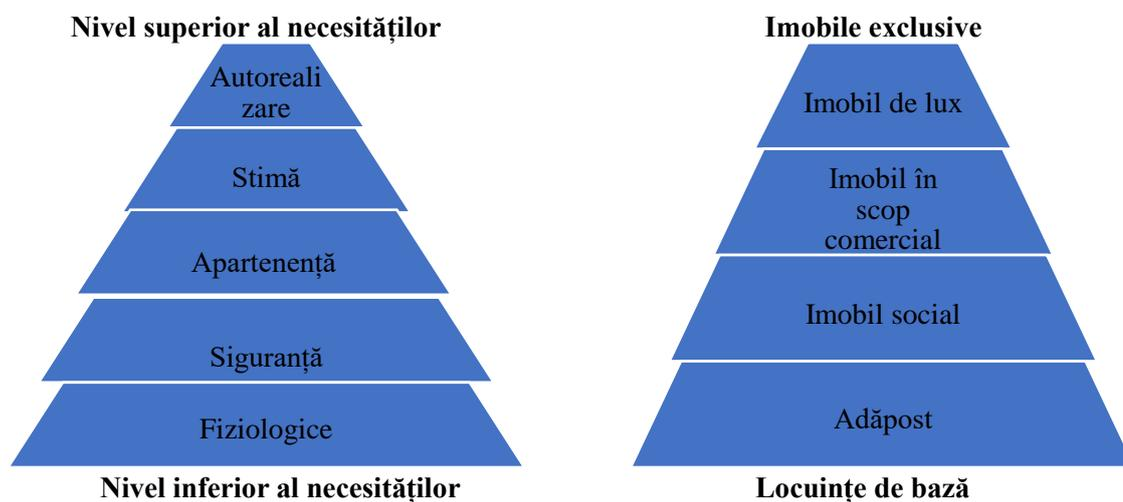 Nivel superior al necesităților
Autoreali
zare
Stimă
Apartenență
Siguranță
Fiziologice
Nivel inferior al necesităților
Imobile exclusive
Imobil de lux
Imobil în
scop
comercial
Imobil social
Adăpost
Locuințe de bază